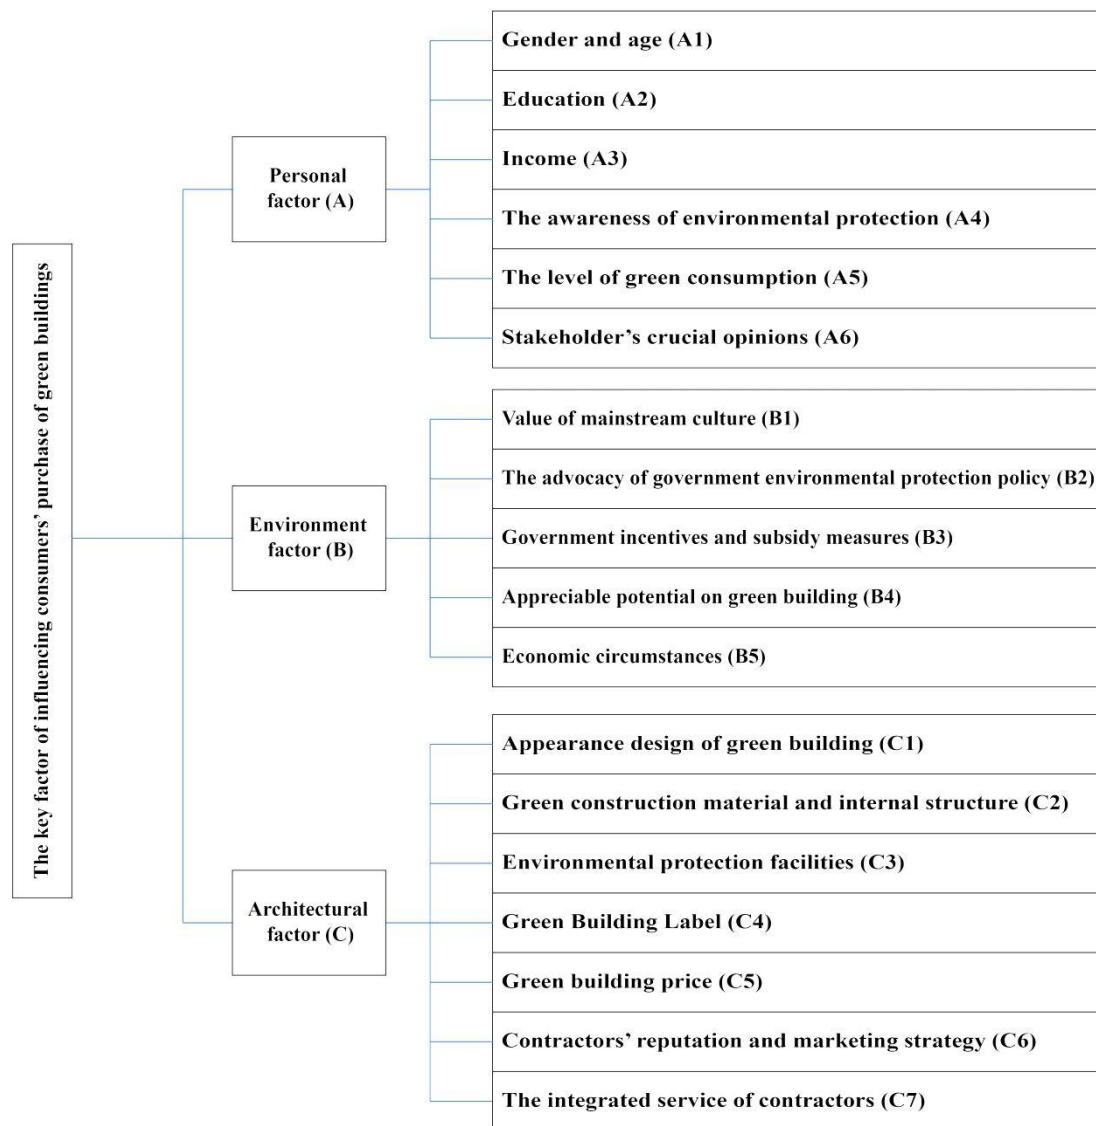 The key factor of influencing consumers’ purchase of green buildings
Personal
factor (A)
Gender and age (A1)
Education (A2)
Income (A3)
The awareness of environmental protection (A4)
The level of green consumption (A5)
Stakeholder’s crucial opinions (A6)
Environment
factor (B)
Value of mainstream culture (B1)
The advocacy of government environmental protection policy (B2)
Government incentives and subsidy measures (B3)
Appreciable potential on green building (B4)
Economic circumstances (B5)
Architectural
factor (C)
Appearance design of green building (C1)
Green construction material and internal structure (C2)
Environmental protection facilities (C3)
Green Building Label (C4)
Green building price (C5)
Contractors’ reputation and marketing strategy (C6)
The integrated service of contractors (C7)